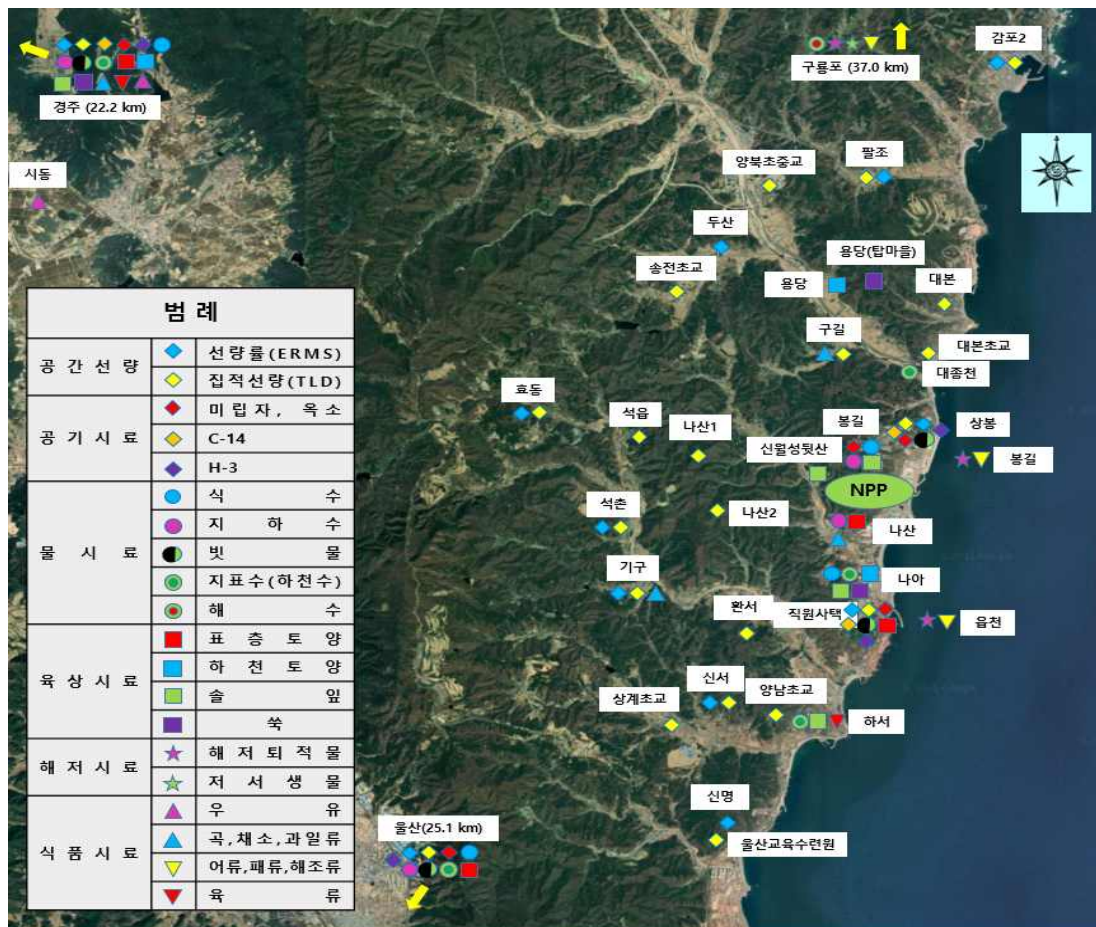 감포2
구룡포 (37.0 km)
경주 (22.2 km)
양북초중교
팔조
시동
두산
용당(탑마을)
송전초교
용당
대본
구길
대본초교
대종천
효동
석읍
나산1
봉길
상봉
신월성뒷산
봉길
NPP
석촌
나산2
나산
기구
나아
환서
직원사택
읍천
신서
양남초교
상계초교
하서
신명
울산(25.1 km)
울산교육수련원
범 례
공 간 선 량
선량률(ERMS)
집적선량(TLD)
공 기 시 료
미립자, 옥소
C-14
H-3
물 시 료
식 수
지 하 수
빗 물
지표수(하천수)
해 수
육 상 시 료
표 층 토 양
하 천 토 양
솔 잎
쑥
해 저 시 료
해 저 퇴 적 물
저 서 생 물
식 품 시 료
우 유
곡,채소,과일류
어류,패류,해조류
육 류